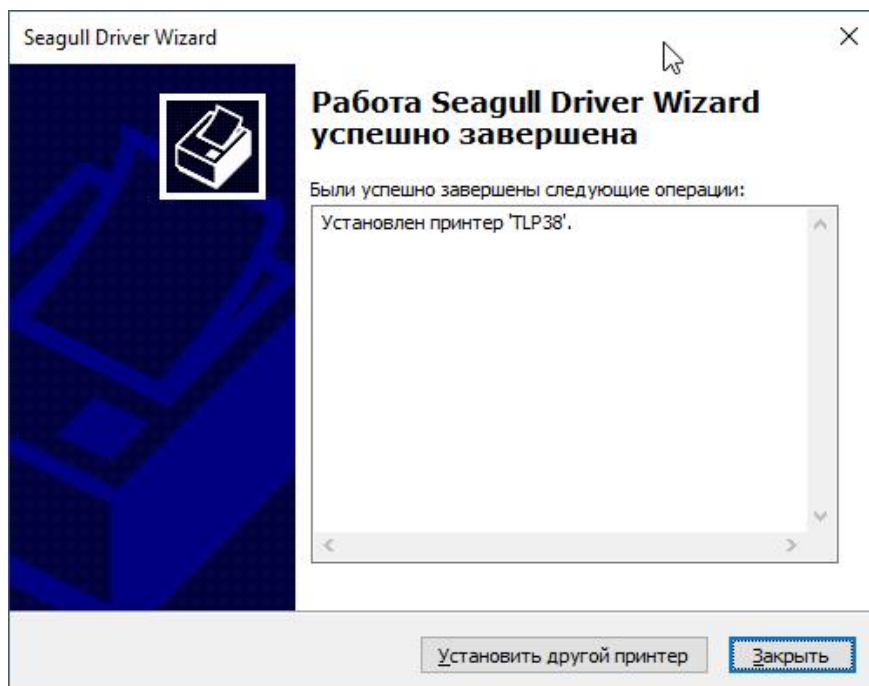 Seagull Driver Wizard
Работа Seagull Driver Wizard
успешно завершена
Были успешно завершены следующие операции:
Установлен принтер 'TLP38'.
Установить другой принтер
Закрыть